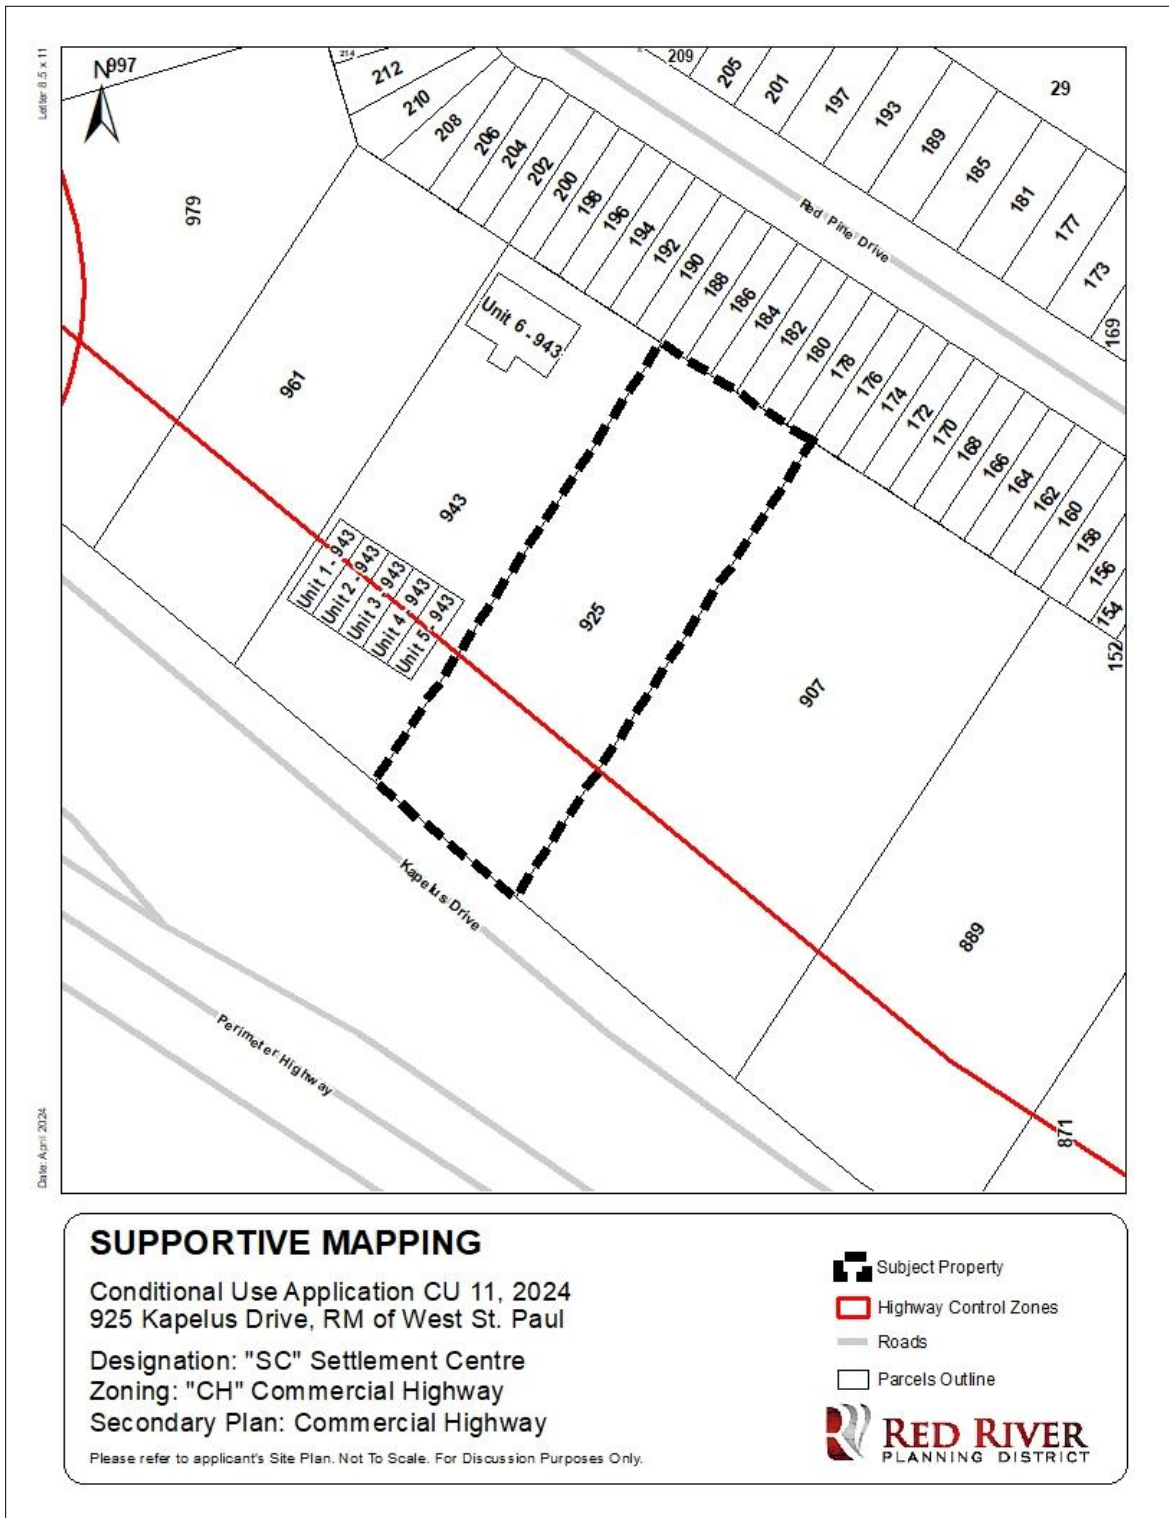 Letter 8.5 x 11
Date: April 2024
N
997
979
961
943
925
907
889
871
214
212
210
208
206
204
202
200
198
196
194
192
190
188
186
184
182
180
178
176
174
172
170
168
166
164
162
160
158
156
154
152
209
205
201
197
193
189
185
181
177
173
169
29
Red Pine Drive
Unit 6 - 943
Unit 1 - 943
Unit 2 - 943
Unit 3 - 943
Unit 4 - 943
Unit 5 - 943
Kapelus Drive
Perimeter Highway
SUPPORTIVE MAPPING
Conditional Use Application CU 11, 2024
925 Kapelus Drive, RM of West St. Paul
Designation: "SC" Settlement Centre
Zoning: "CH" Commercial Highway
Secondary Plan: Commercial Highway
Please refer to applicant's Site Plan. Not To Scale. For Discussion Purposes Only.
Subject Property
Highway Control Zones
Roads
Parcels Outline
RED RIVER
PLANNING DISTRICT